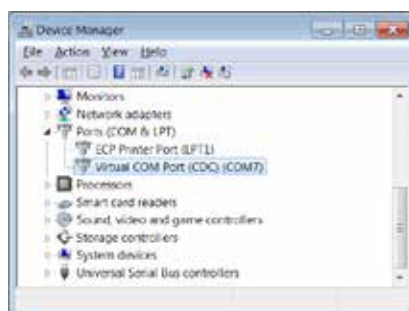 Device Manager
File Action View Help
Monitors
Network adapters
Ports (COM & LPT)
ECP Printer Port (LPT1)
Virtual COM Port (CDC) (COM7)
Processors
Smart card readers
Sound, video and game controllers
Storage controllers
System devices
Universal Serial Bus controllers